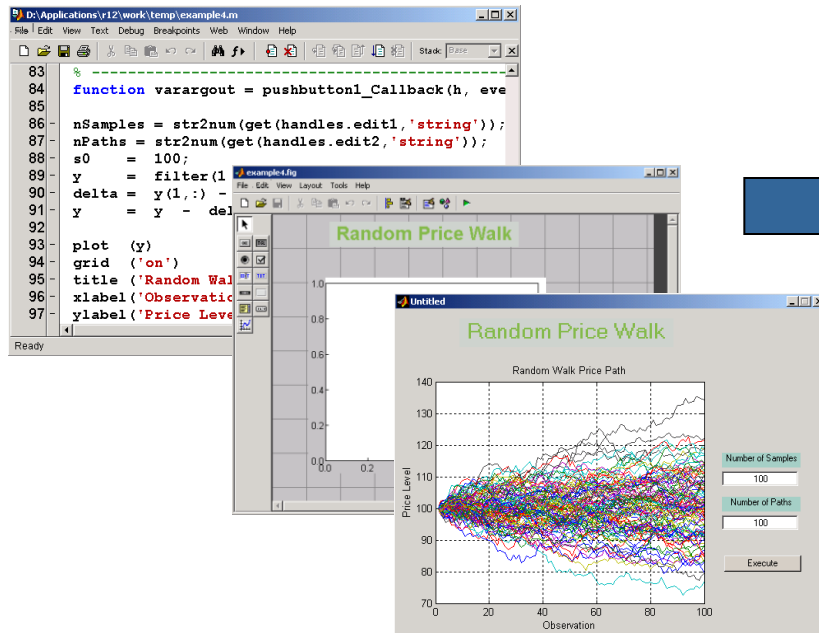 D:\Applications\r12\work\temp\example4.m
File Edit View Text Debug Breakpoints Web Window Help
Stack: Base
83 % -----------------------------------------------
84 function varargout = pushbutton1_Callback(h, eve
85
86 - nSamples = str2num(get(handles.edit1,'string'));
87 - nPaths = str2num(get(handles.edit2,'string'));
88 - s0 = 100;
89 - y = filter(1
90 - delta = y(1,:) -
91 - y = y - del
92
93 - plot (y)
94 - grid ('on')
95 - title ('Random Wal
96 - xlabel('Observatio
97 - ylabel('Price Leve
Ready
example4.fig
File Edit View Layout Tools Help
Random Price Walk
1.0
0.8
0.6
0.4
0.2
0.0
0.0 0.2
Untitled
Random Price Walk
Random Walk Price Path
140
130
120
110
100
90
80
70
Price Level
0 20 40 60 80 100
Observation
Number of Samples
100
Number of Paths
100
Execute